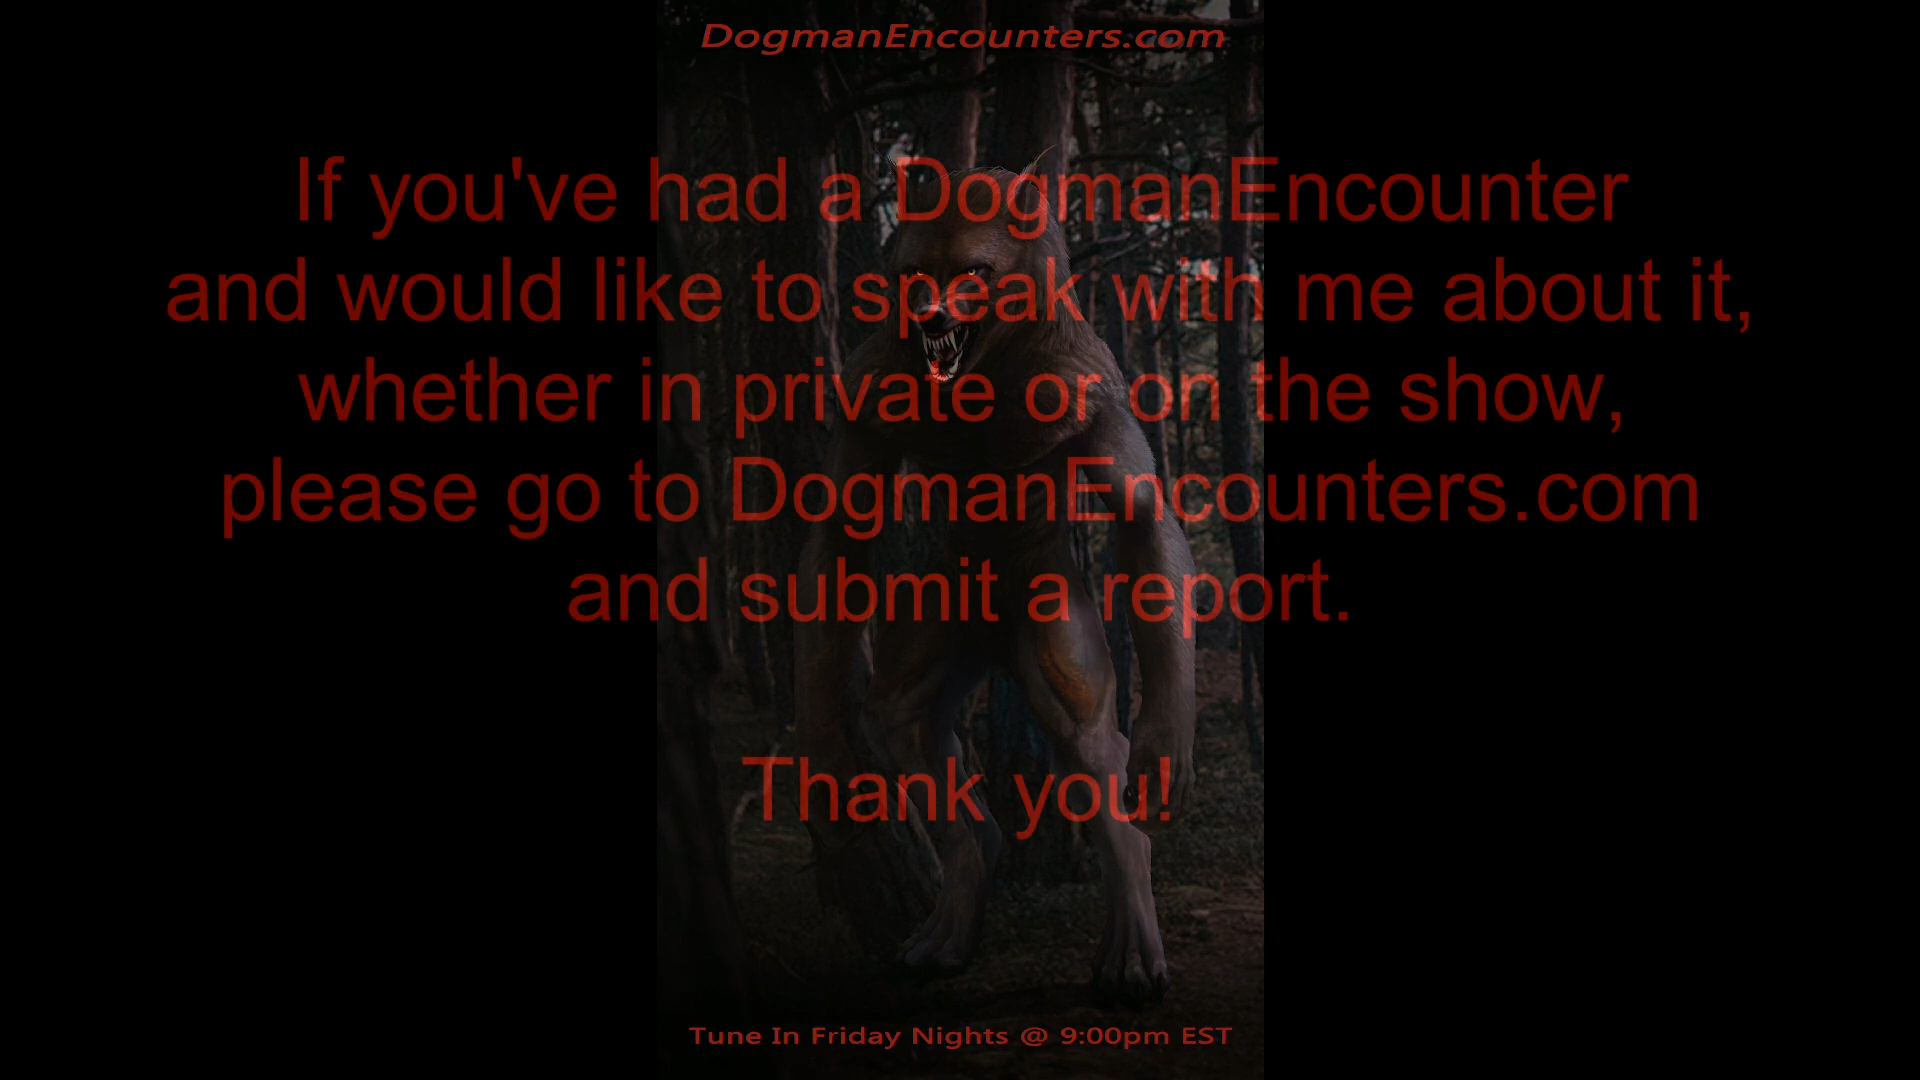 DogmanEncounters.com
If you've had a DogmanEncounter
and would like to speak with me about it,
whether in private or on the show,
please go to DogmanEncounters.com
and submit a report.
Thank you!
Tune In Friday Nights @ 9:00pm EST